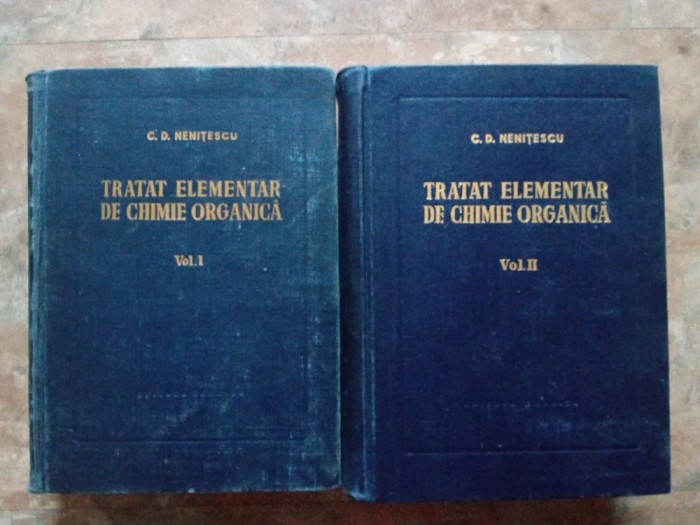 C. D. NENIȚESCU
TRATAT ELEMENTAR
DE CHIMIE ORGANICĂ
Vol. I
C. D. NENIȚESCU
TRATAT ELEMENTAR
DE CHIMIE ORGANICĂ
Vol. II